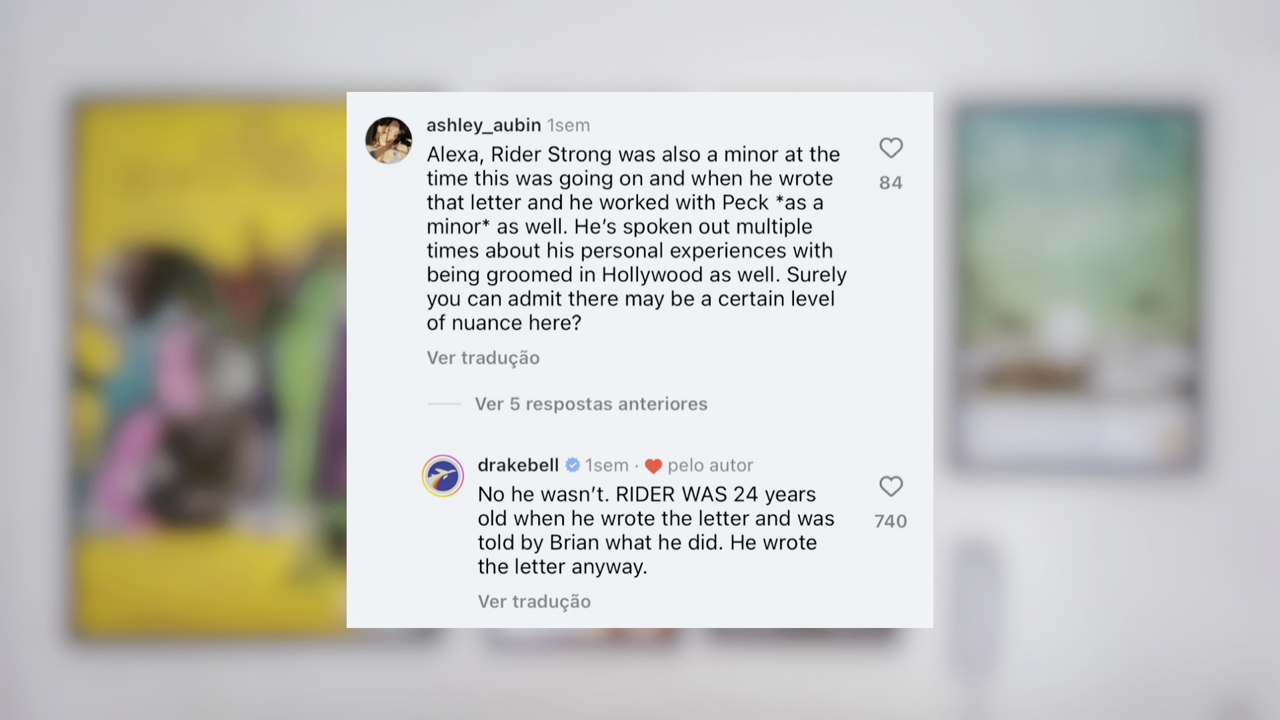 ashley_aubin 1sem
Alexa, Rider Strong was also a minor at the
time this was going on and when he wrote
that letter and he worked with Peck *as a
minor* as well. He’s spoken out multiple
times about his personal experiences with
being groomed in Hollywood as well. Surely
you can admit there may be a certain level
of nuance here?
84
Ver tradução
Ver 5 respostas anteriores
drakebell 1sem · ❤️ pelo autor
No he wasn’t. RIDER WAS 24 years
old when he wrote the letter and was
told by Brian what he did. He wrote
the letter anyway.
740
Ver tradução